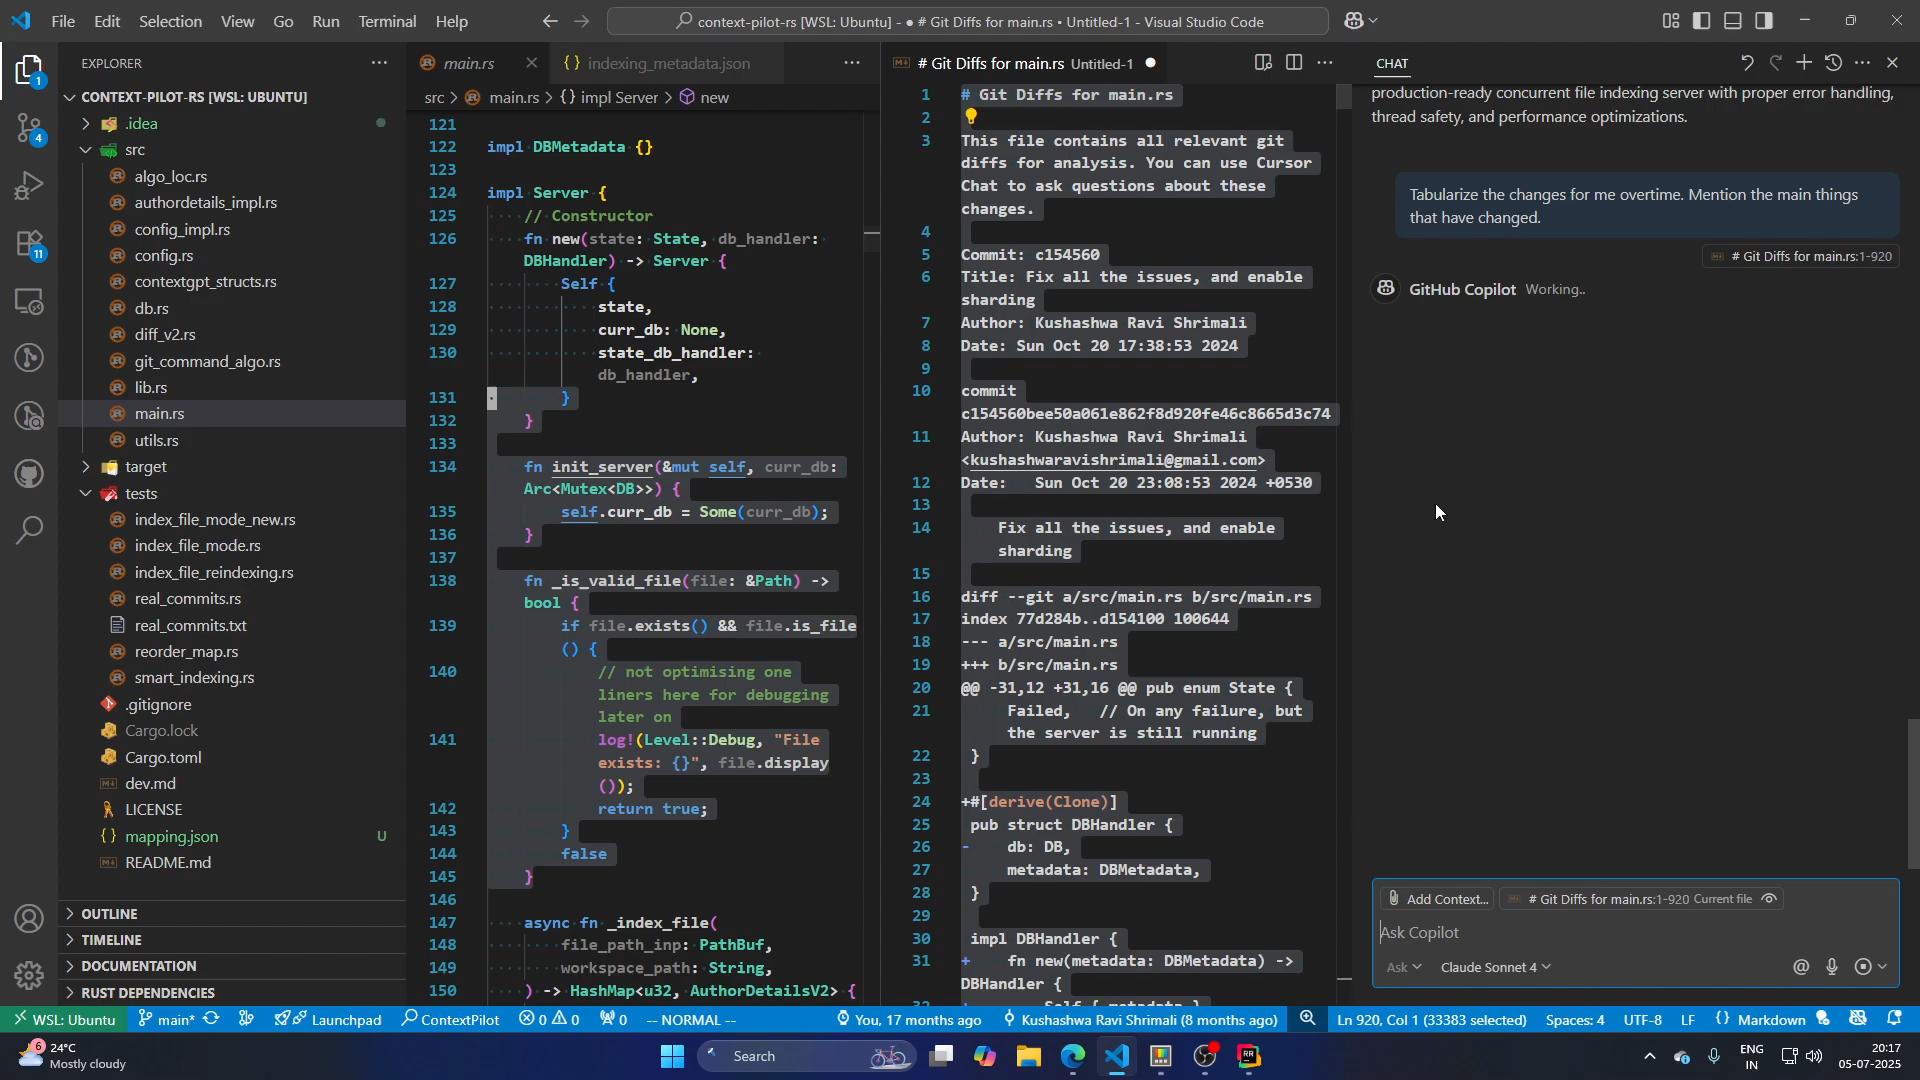 File Edit Selection View Go Run Terminal Help
context-pilot-rs [WSL: Ubuntu] - ● # Git Diffs for main.rs • Untitled-1 - Visual Studio Code
EXPLORER
CONTEXT-PILOT-RS [WSL: UBUNTU]
.idea
src
algo_loc.rs
authordetails_impl.rs
config_impl.rs
config.rs
contextgpt_structs.rs
db.rs
diff_v2.rs
git_command_algo.rs
lib.rs
main.rs
utils.rs
target
tests
index_file_mode_new.rs
index_file_mode.rs
index_file_reindexing.rs
real_commits.rs
real_commits.txt
reorder_map.rs
smart_indexing.rs
.gitignore
Cargo.lock
Cargo.toml
dev.md
LICENSE
mapping.json U
README.md
OUTLINE
TIMELINE
DOCUMENTATION
RUST DEPENDENCIES
1
4
11
main.rs
indexing_metadata.json
src > main.rs > {} impl Server > new
121
122 impl DBMetadata {}
123
124 impl Server {
125 // Constructor
126 fn new(state: State, db_handler:
DBHandler) -> Server {
127 Self {
128 state,
129 curr_db: None,
130 state_db_handler:
db_handler,
131 }
132 }
133
134 fn init_server(&mut self, curr_db:
Arc<Mutex<DB>>) {
135 self.curr_db = Some(curr_db);
136 }
137
138 fn _is_valid_file(file: &Path) ->
bool {
139 if file.exists() && file.is_file
() {
140 // not optimising one
liners here for debugging
later on
141 log!(Level::Debug, "File
exists: {}", file.display
());
142 return true;
143 }
144 false
145 }
146
147 async fn _index_file(
148 file_path_inp: PathBuf,
149 workspace_path: String,
150 ) -> HashMap<u32, AuthorDetailsV2> {
# Git Diffs for main.rs Untitled-1
1 # Git Diffs for main.rs
2
3 This file contains all relevant git
diffs for analysis. You can use Cursor
Chat to ask questions about these
changes.
4
5 Commit: c154560
6 Title: Fix all the issues, and enable
sharding
7 Author: Kushashwa Ravi Shrimali
8 Date: Sun Oct 20 17:38:53 2024
9
10 commit
c154560bee50a061e862f8d920fe46c8665d3c74
11 Author: Kushashwa Ravi Shrimali
<kushashwaravishrimali@gmail.com>
12 Date: Sun Oct 20 23:08:53 2024 +0530
13
14 Fix all the issues, and enable
sharding
15
16 diff --git a/src/main.rs b/src/main.rs
17 index 77d284b..d154100 100644
18 --- a/src/main.rs
19 +++ b/src/main.rs
20 @@ -31,12 +31,16 @@ pub enum State {
21 Failed, // On any failure, but
the server is still running
22 }
23
24 +#[derive(Clone)]
25 pub struct DBHandler {
26 - db: DB,
27 metadata: DBMetadata,
28 }
29
30 impl DBHandler {
31 + fn new(metadata: DBMetadata) ->
DBHandler {
CHAT
production-ready concurrent file indexing server with proper error handling,
thread safety, and performance optimizations.
Tabularize the changes for me overtime. Mention the main things
that have changed.
# Git Diffs for main.rs:1-920
GitHub Copilot Working..
Add Context... # Git Diffs for main.rs:1-920 Current file
Ask Copilot
Ask Claude Sonnet 4
WSL: Ubuntu main* Launchpad ContextPilot 0 0 0 -- NORMAL -- You, 17 months ago Kushashwa Ravi Shrimali (8 months ago) Ln 920, Col 1 (33383 selected) Spaces: 4 UTF-8 LF {} Markdown
6
24°C
Mostly cloudy
Search
ENG
IN
20:17
05-07-2025